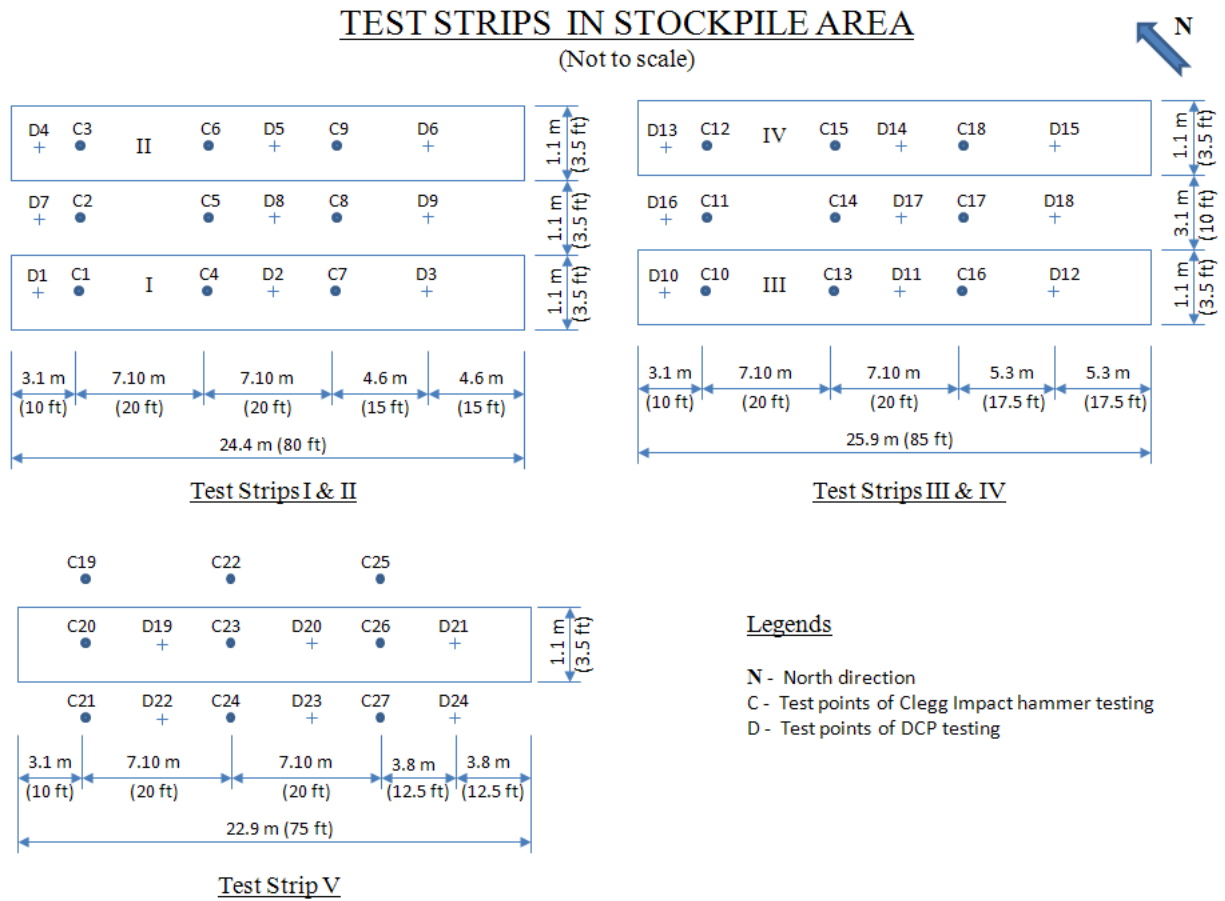 TEST STRIPS IN STOCKPILE AREA
(Not to scale)
N
D4 C3 II C6 D5 C9 D6
D7 C2 C5 D8 C8 D9
D1 C1 I C4 D2 C7 D3
1.1 m
(3.5 ft)
1.1 m
(3.5 ft)
1.1 m
(3.5 ft)
3.1 m 7.10 m 7.10 m 4.6 m 4.6 m
(10 ft) (20 ft) (20 ft) (15 ft) (15 ft)
24.4 m (80 ft)
Test Strips I & II
D13 C12 IV C15 D14 C18 D15
D16 C11 C14 D17 C17 D18
D10 C10 III C13 D11 C16 D12
1.1 m
(3.5 ft)
3.1 m
(10 ft)
1.1 m
(3.5 ft)
3.1 m 7.10 m 7.10 m 5.3 m 5.3 m
(10 ft) (20 ft) (20 ft) (17.5 ft) (17.5 ft)
25.9 m (85 ft)
Test Strips III & IV
C19 C22 C25
C20 D19 C23 D20 C26 D21
C21 D22 C24 D23 C27 D24
1.1 m
(3.5 ft)
3.1 m 7.10 m 7.10 m 3.8 m 3.8 m
(10 ft) (20 ft) (20 ft) (12.5 ft) (12.5 ft)
22.9 m (75 ft)
Test Strip V
Legends
N - North direction
C - Test points of Clegg Impact hammer testing
D - Test points of DCP testing